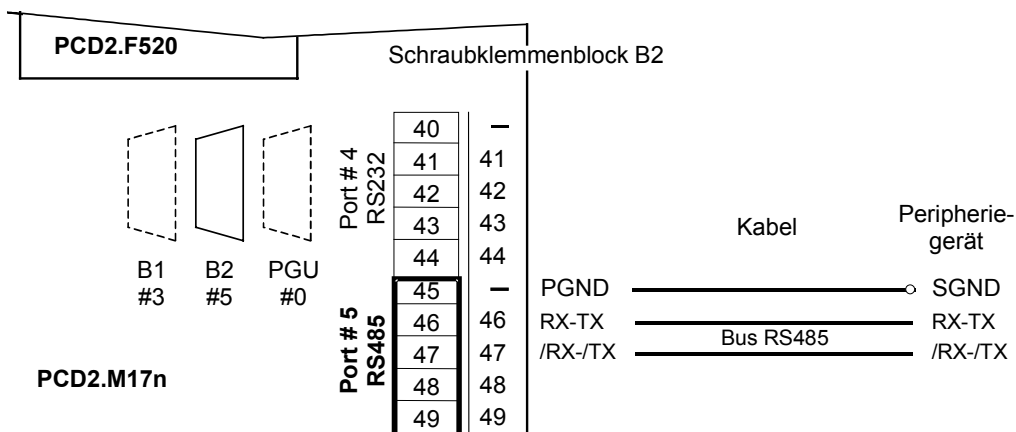 PCD2.F520
Schraubklemmenblock B2
B1
#3
B2
#5
PGU
#0
Port # 4
RS232
40 –
41 41
42 42
43 43
44 44
Port # 5
RS485
45 –
46 46
47 47
48 48
49 49
Kabel
Peripherie-
gerät
PGND SGND
RX-TX RX-TX
Bus RS485
/RX-/TX /RX-/TX
PCD2.M17n